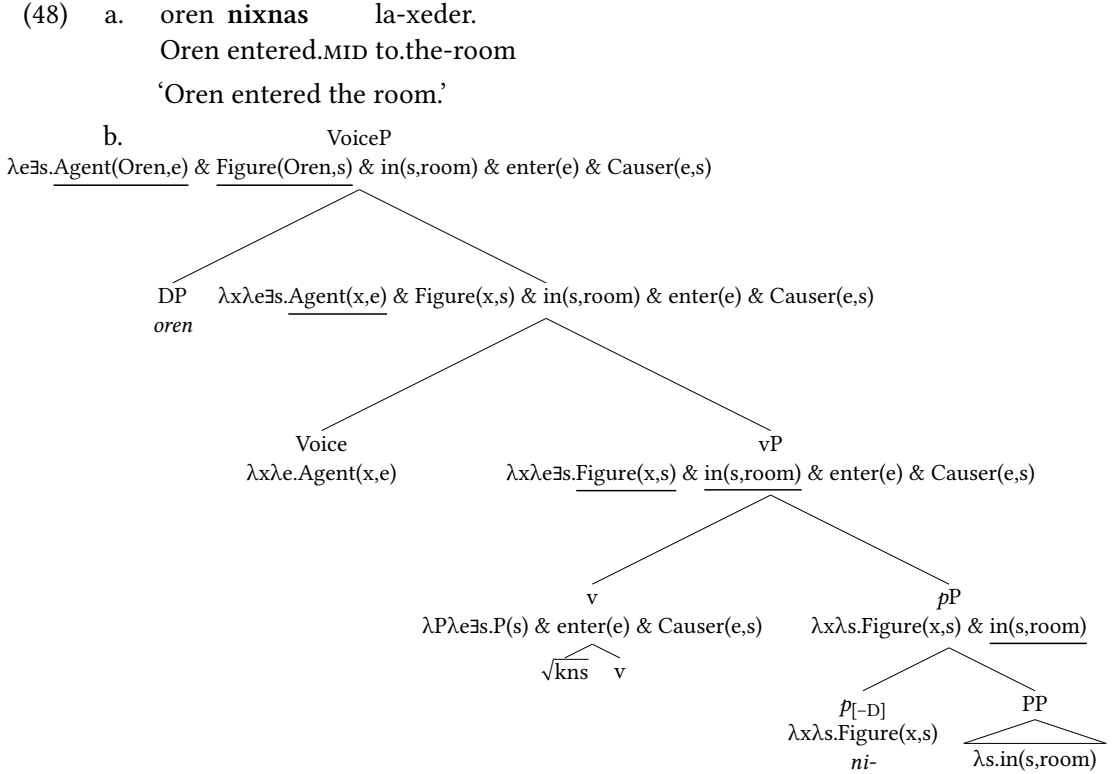 (48) a. oren nixnas la-xeder.
Oren entered.MID to.the-room
‘Oren entered the room.’
b. VoiceP
λe∃s.Agent(Oren,e) & Figure(Oren,s) & in(s,room) & enter(e) & Causer(e,s)
DP λxλe∃s.Agent(x,e) & Figure(x,s) & in(s,room) & enter(e) & Causer(e,s)
oren
Voice vP
λxλe.Agent(x,e) λxλe∃s.Figure(x,s) & in(s,room) & enter(e) & Causer(e,s)
v pP
λPλe∃s.P(s) & enter(e) & Causer(e,s) λxλs.Figure(x,s) & in(s,room)
√kns v
p[–D] PP
λxλs.Figure(x,s)
ni- λs.in(s,room)